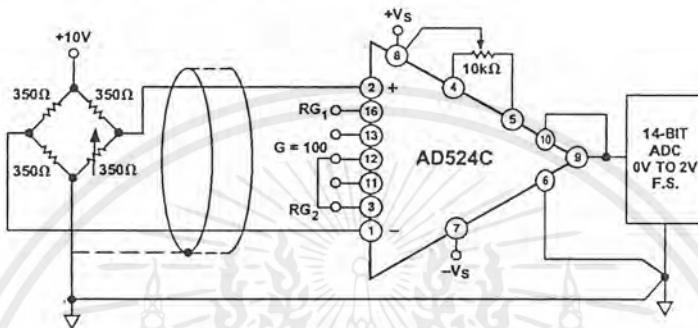 +10V
350Ω
350Ω
350Ω
350Ω
+VS
8
10kΩ
2
+
4
RG1
16
13
5
G = 100
12
AD524C
10
9
11
6
RG2
3
1
−
7
−VS
14-BIT
ADC
0V TO 2V
F.S.